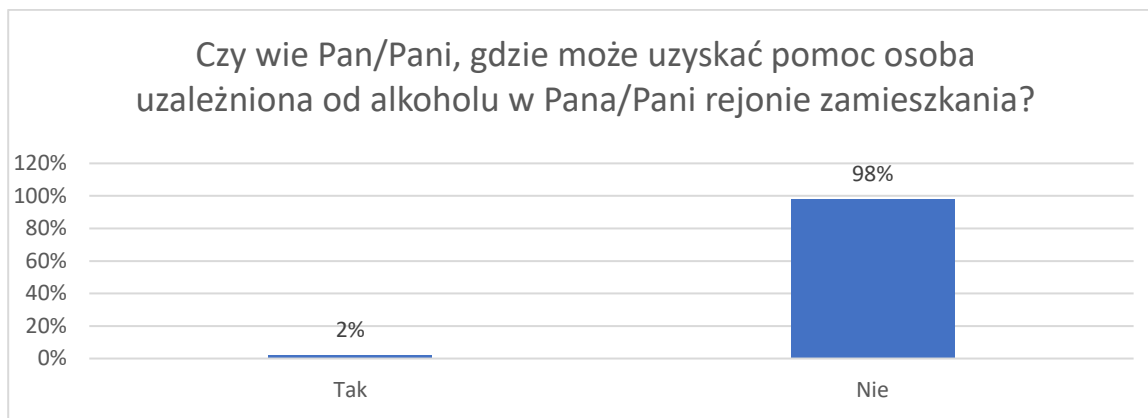 Czy wie Pan/Pani, gdzie może uzyskać pomoc osoba
uzależniona od alkoholu w Pana/Pani rejonie zamieszkania?
120%
100%
80%
60%
40%
20%
0%
2%
98%
Tak
Nie